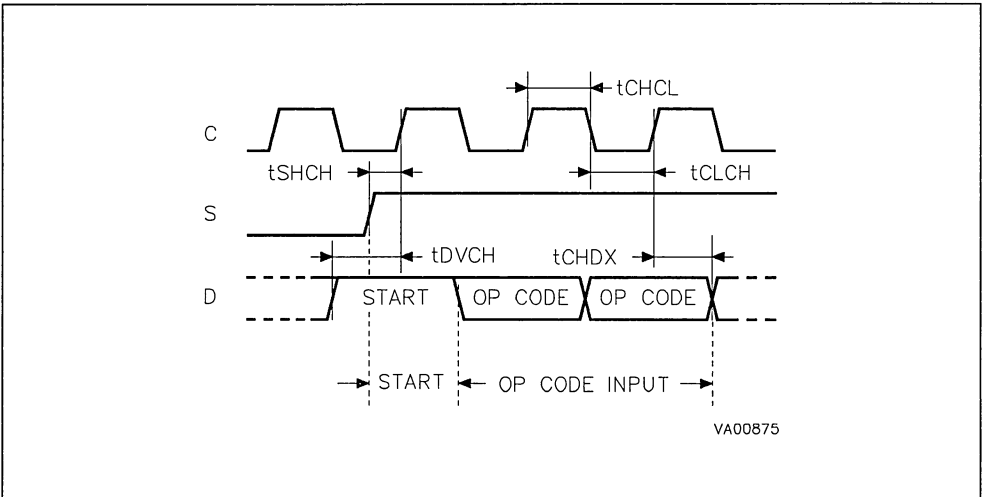 tCHCL
C
tSHCH
tCLCH
S
tDVCH
tCHDX
D
START
OP CODE
OP CODE
START
OP CODE INPUT
VA00875